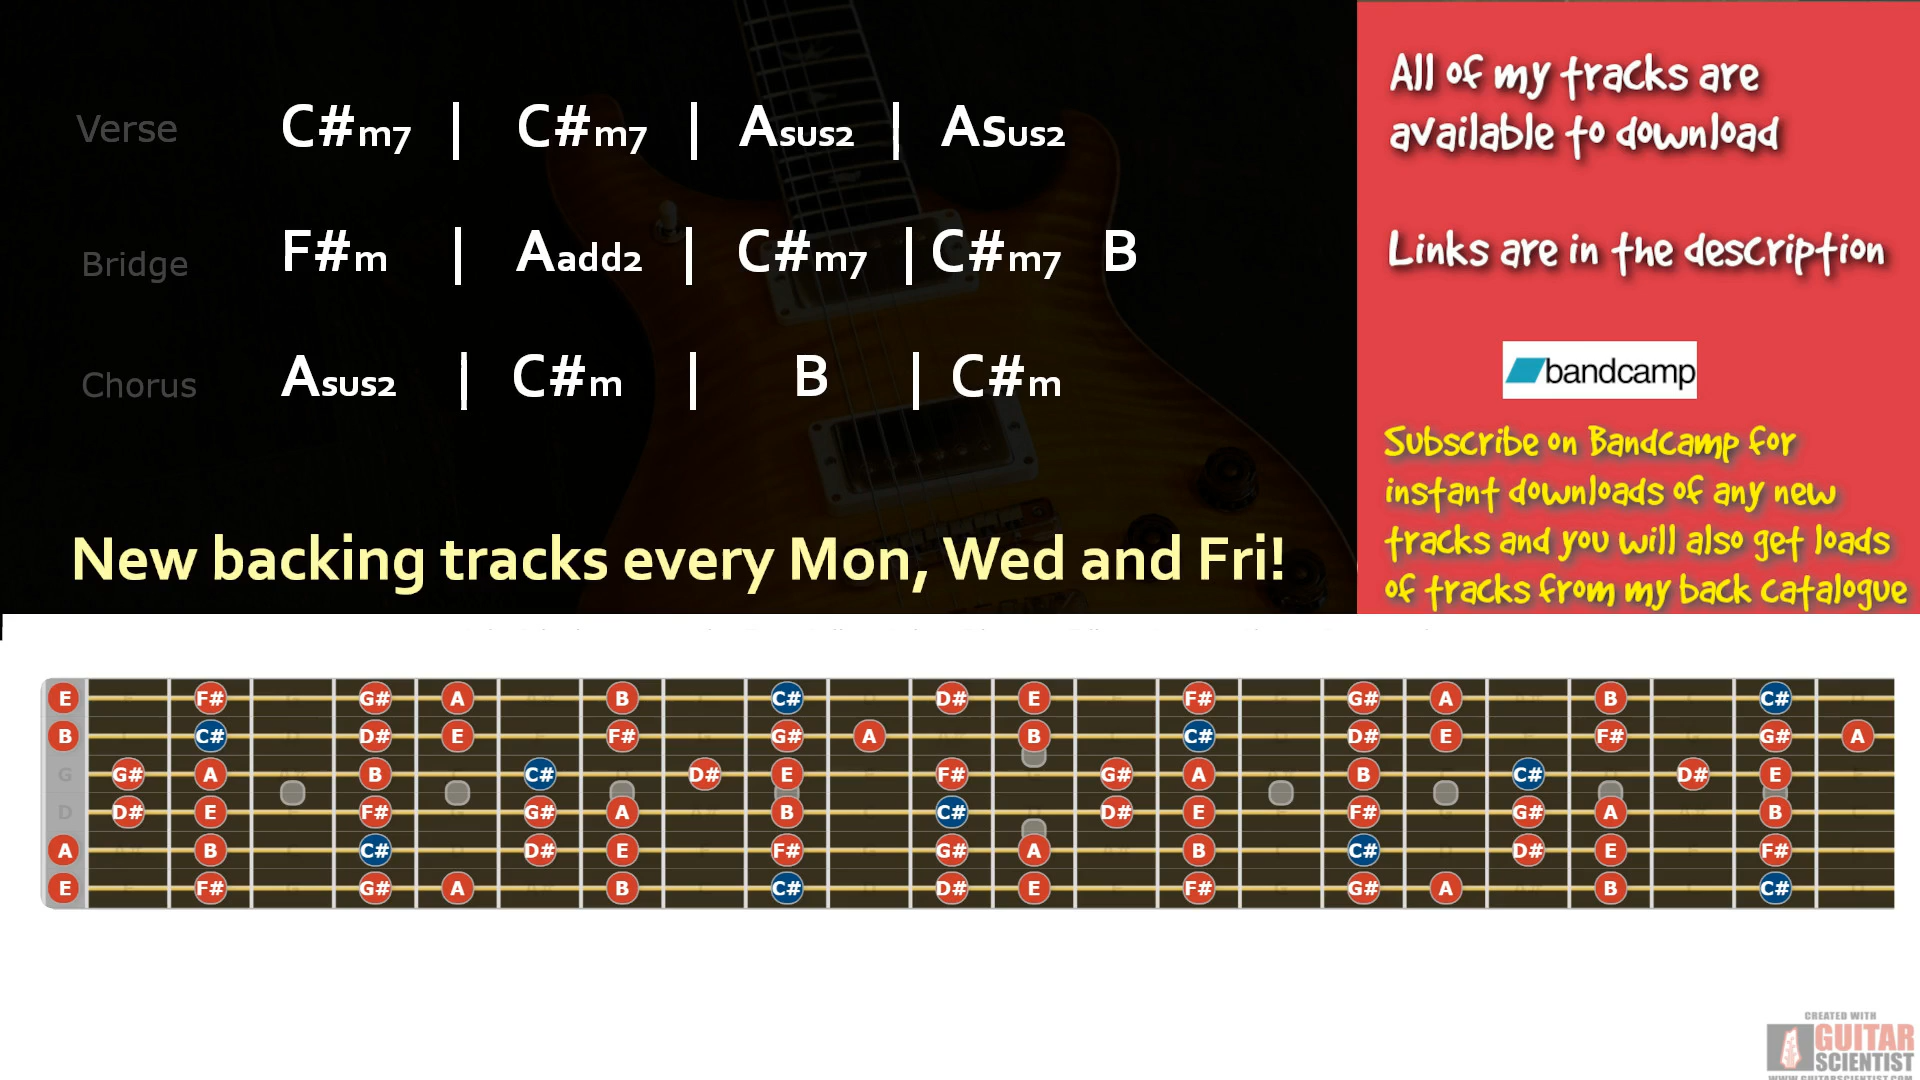 Verse C#m7 | C#m7 | Asus2 | Asus2
Bridge F#m | Aadd2 | C#m7 | C#m7 B
Chorus Asus2 | C#m | B | C#m
New backing tracks every Mon, Wed and Fri!
All of my tracks are
available to download
Links are in the description
bandcamp
Subscribe on Bandcamp for
instant downloads of any new
tracks and you will also get loads
of tracks from my back catalogue
E F# G# A B C# D# E F# G# A B C#
B C# D# E F# G# A B C# D# E F# G# A
G G# A B C# D# E F# G# A B C# D# E
D D# E F# G# A B C# D# E F# G# A B
A B C# D# E F# G# A B C# D# E F#
E F# G# A B C# D# E F# G# A B C#
CREATED WITH
GUITAR
SCIENTIST
WWW.GUITARSCIENTIST.COM